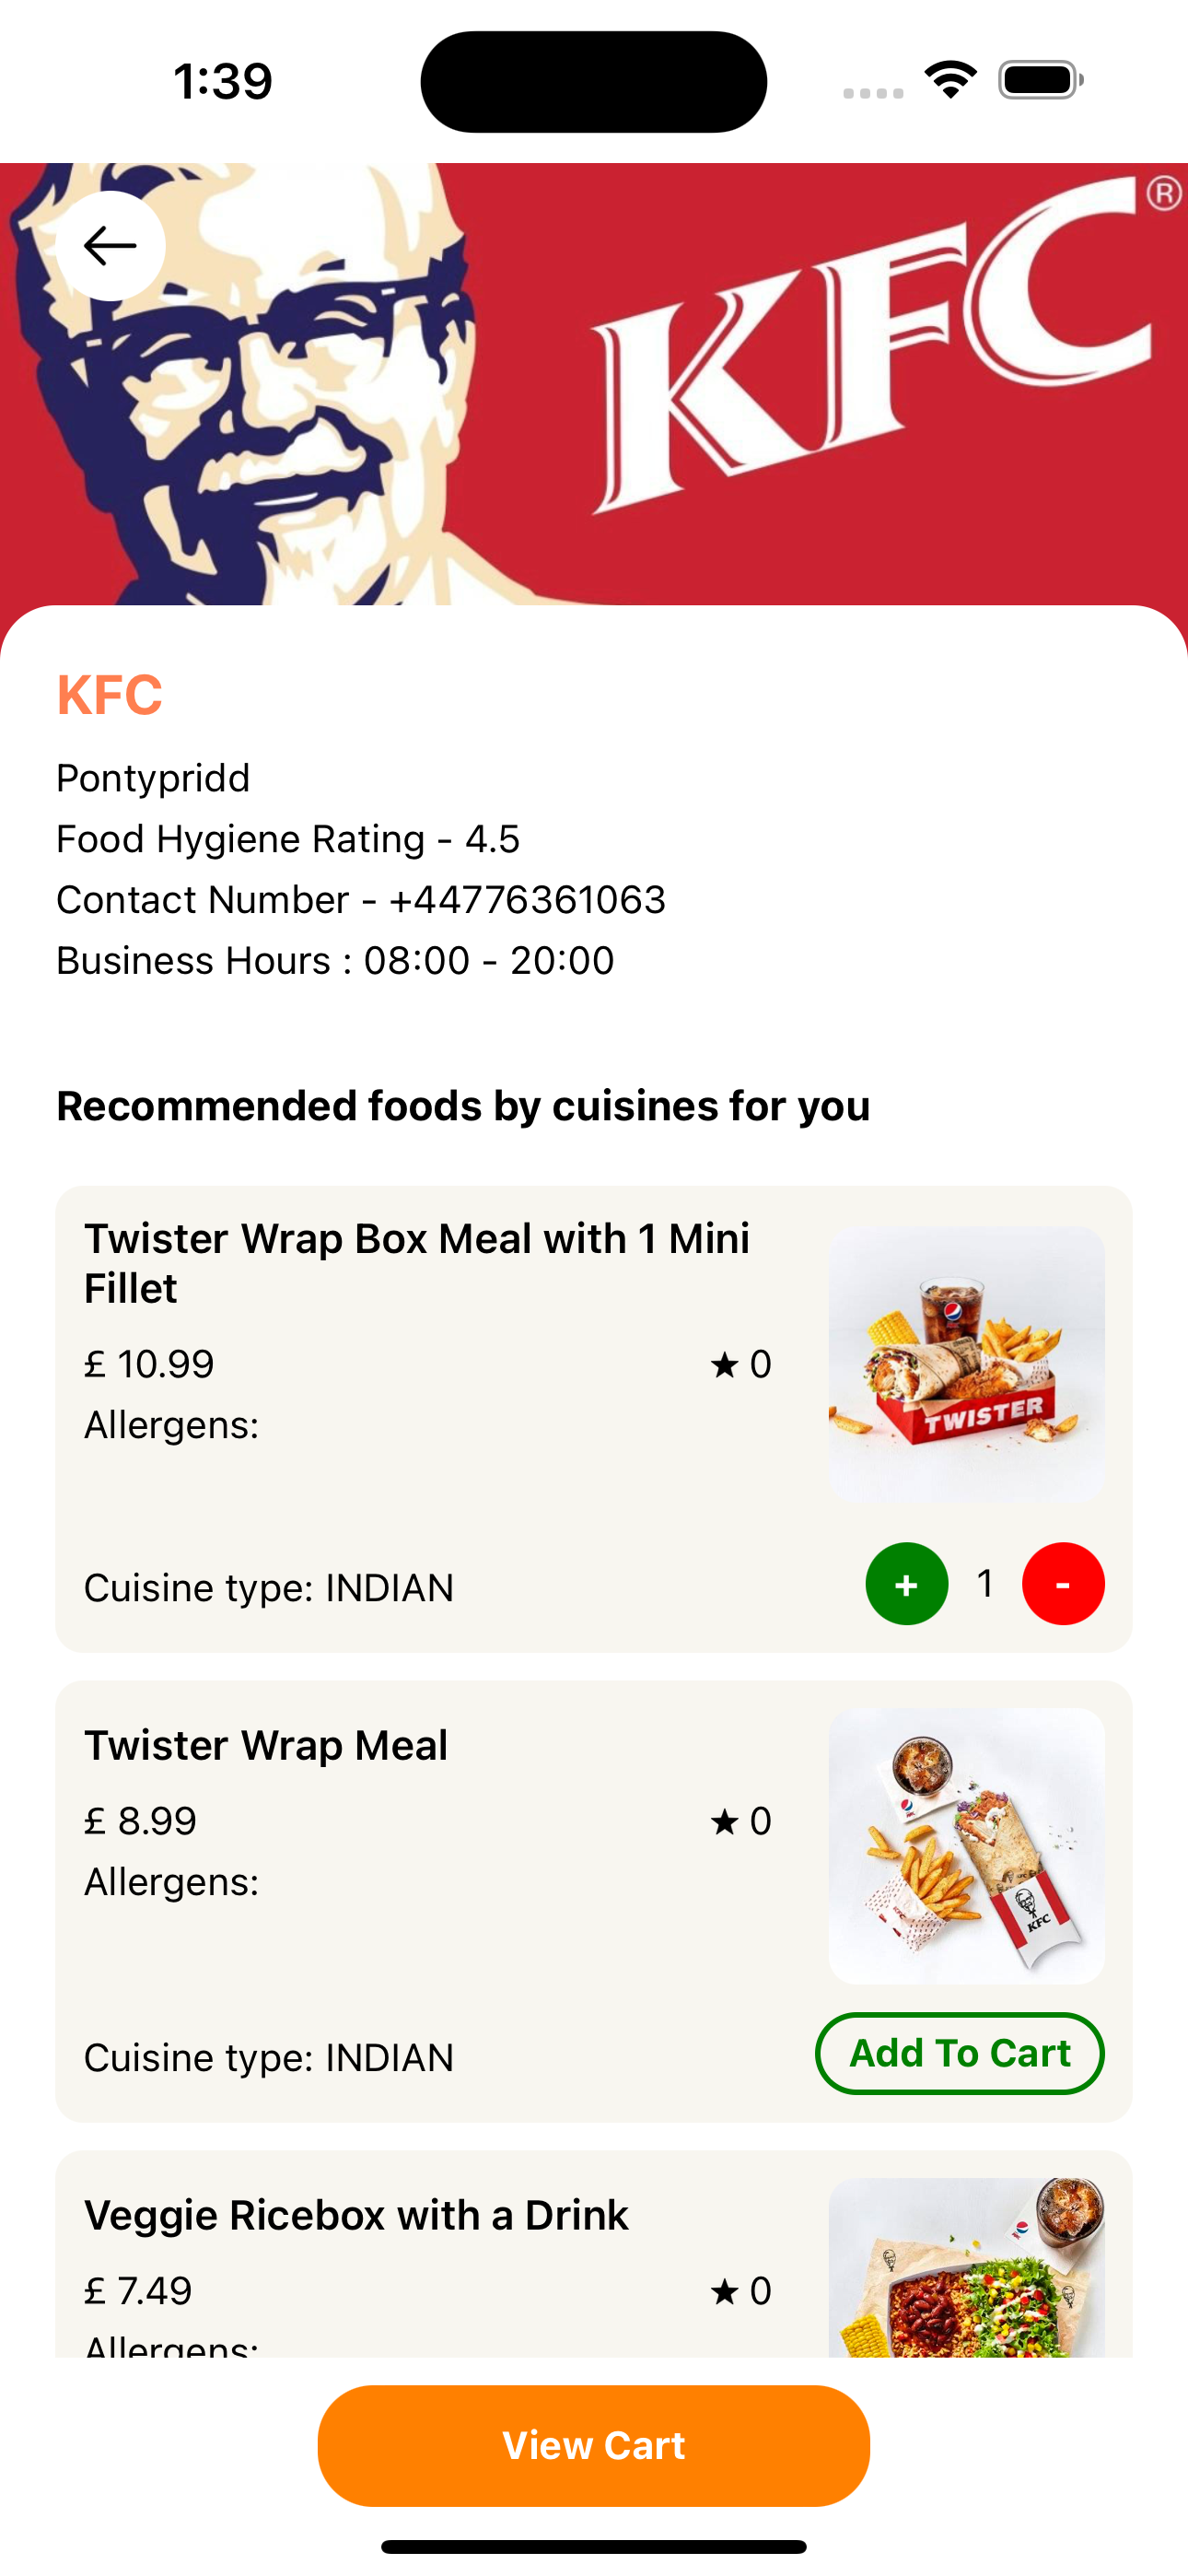 1:39
KFC®
KFC
Pontypridd
Food Hygiene Rating - 4.5
Contact Number - +44776361063
Business Hours : 08:00 - 20:00
Recommended foods by cuisines for you
Twister Wrap Box Meal with 1 Mini
Fillet
£ 10.99 ★ 0
Allergens:
TWISTER
Cuisine type: INDIAN
+ 1 -
Twister Wrap Meal
£ 8.99 ★ 0
Allergens:
KFC
Cuisine type: INDIAN
Add To Cart
Veggie Ricebox with a Drink
£ 7.49 ★ 0
Allergens:
View Cart